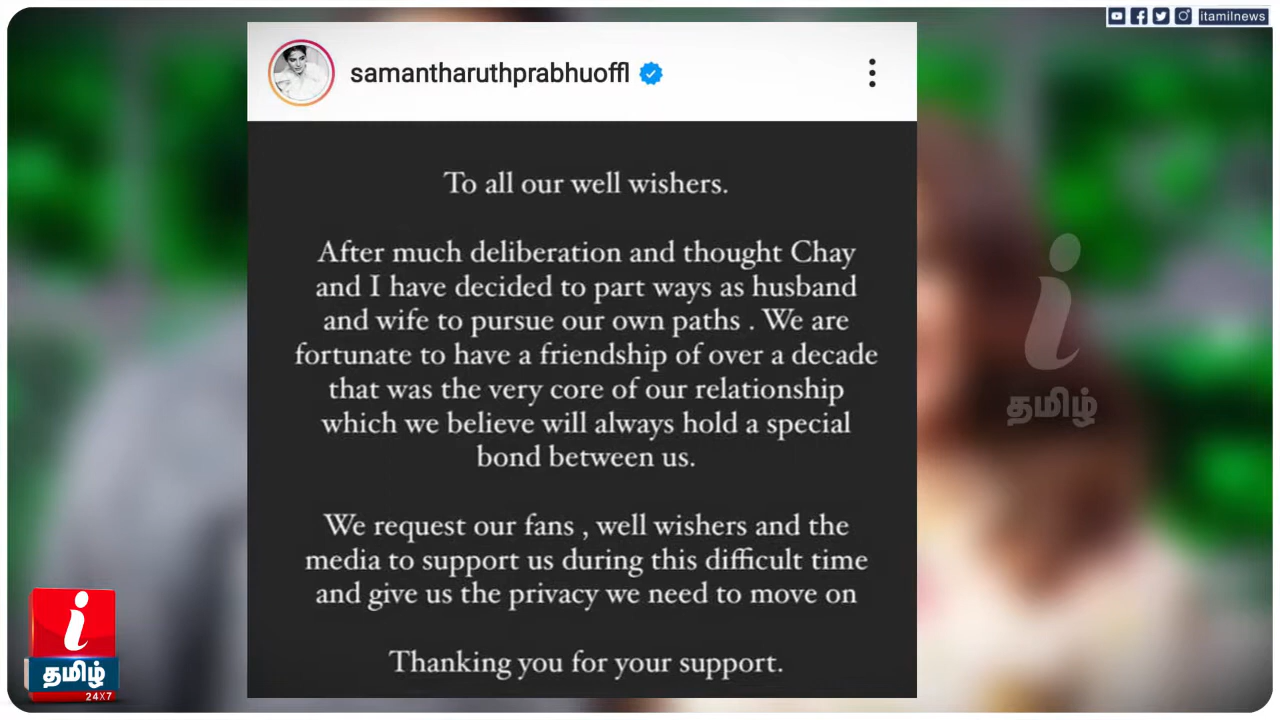 itamilnews
samantharuthprabhuoffl
To all our well wishers.
After much deliberation and thought Chay
and I have decided to part ways as husband
and wife to pursue our own paths . We are
fortunate to have a friendship of over a decade
that was the very core of our relationship
which we believe will always hold a special
bond between us.
We request our fans , well wishers and the
media to support us during this difficult time
and give us the privacy we need to move on
Thanking you for your support.
i
தமிழ்
i
தமிழ்
24X7